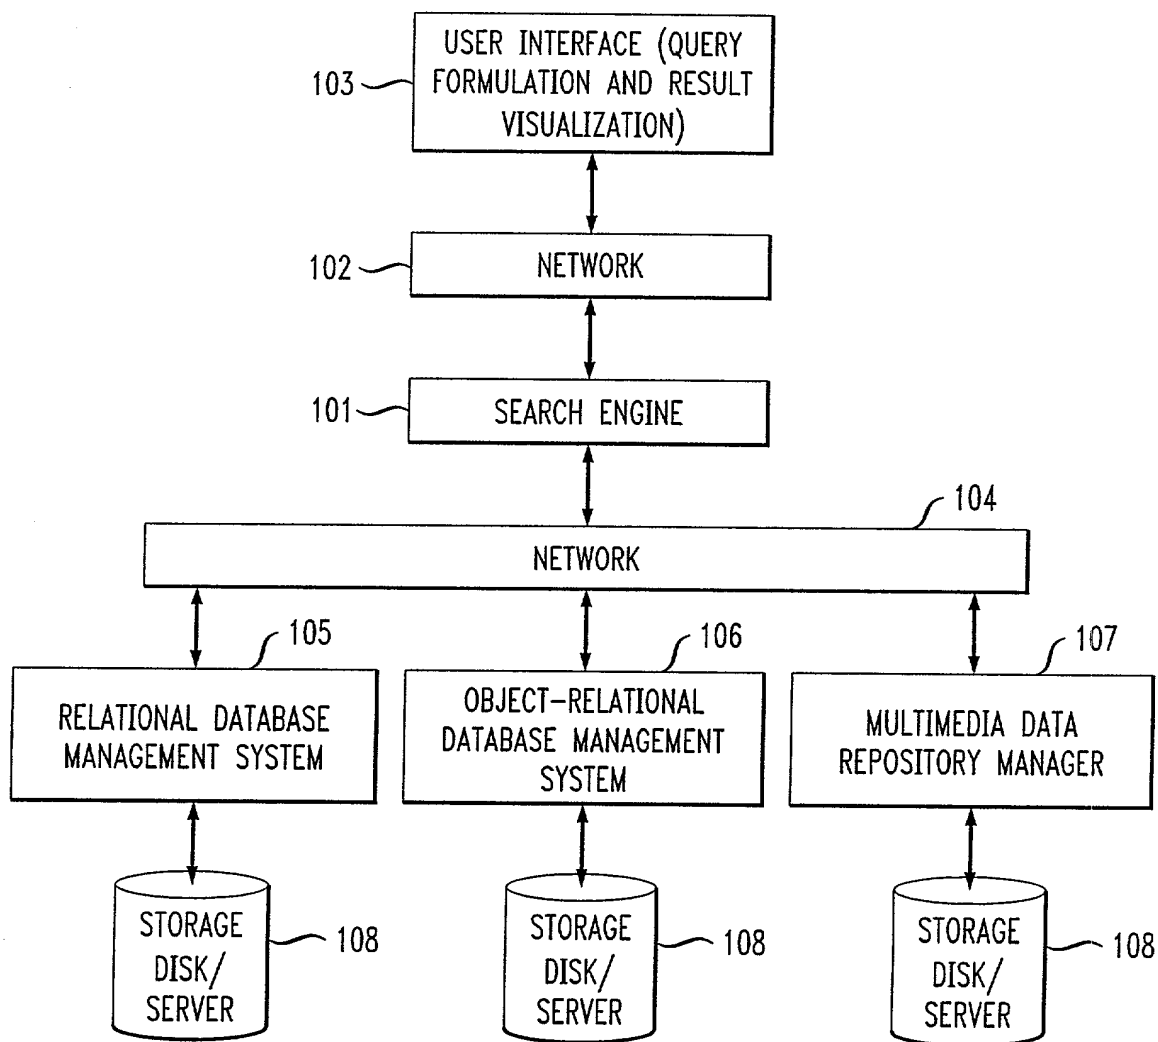 USER INTERFACE (QUERY
FORMULATION AND RESULT
VISUALIZATION)
103
NETWORK
102
SEARCH ENGINE
101
104
NETWORK
105
106
107
RELATIONAL DATABASE
MANAGEMENT SYSTEM
OBJECT-RELATIONAL
DATABASE MANAGEMENT
SYSTEM
MULTIMEDIA DATA
REPOSITORY MANAGER
STORAGE
DISK/
SERVER
108
STORAGE
DISK/
SERVER
108
STORAGE
DISK/
SERVER
108